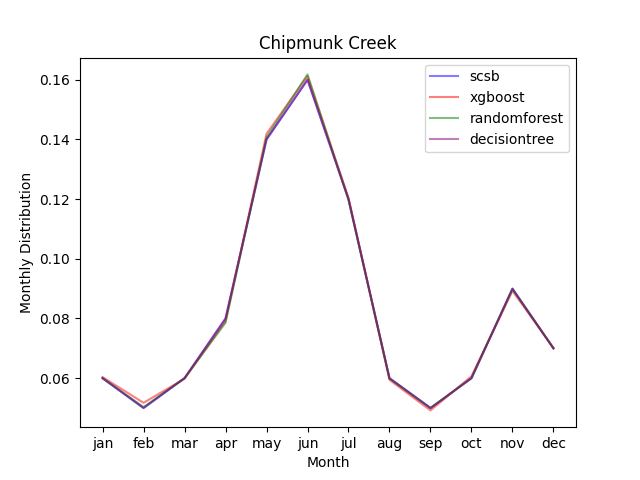 Chipmunk Creek
scsb
xgboost
randomforest
decisiontree
Monthly Distribution
0.16
0.14
0.12
0.10
0.08
0.06
jan feb mar apr may jun jul aug sep oct nov dec
Month